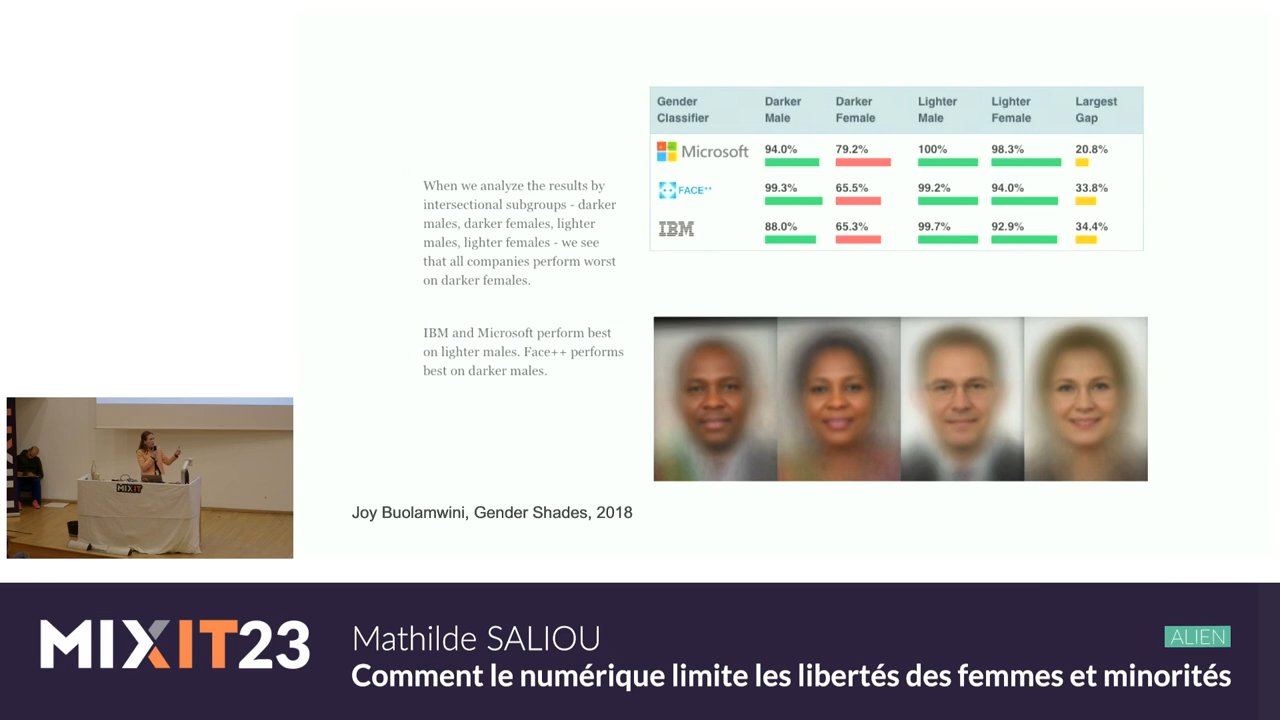 Gender Classifier Darker Male Darker Female Lighter Male Lighter Female Largest Gap
Microsoft 94.0% 79.2% 100% 98.3% 20.8%
FACE++ 99.3% 65.5% 99.2% 94.0% 33.8%
IBM 88.0% 65.3% 99.7% 92.9% 34.4%
When we analyze the results by
intersectional subgroups - darker
males, darker females, lighter
males, lighter females - we see
that all companies perform worst
on darker females.
IBM and Microsoft perform best
on lighter males. Face++ performs
best on darker males.
MIXIT
Joy Buolamwini, Gender Shades, 2018
MIXIT23
Mathilde SALIOU
ALIEN
Comment le numérique limite les libertés des femmes et minorités